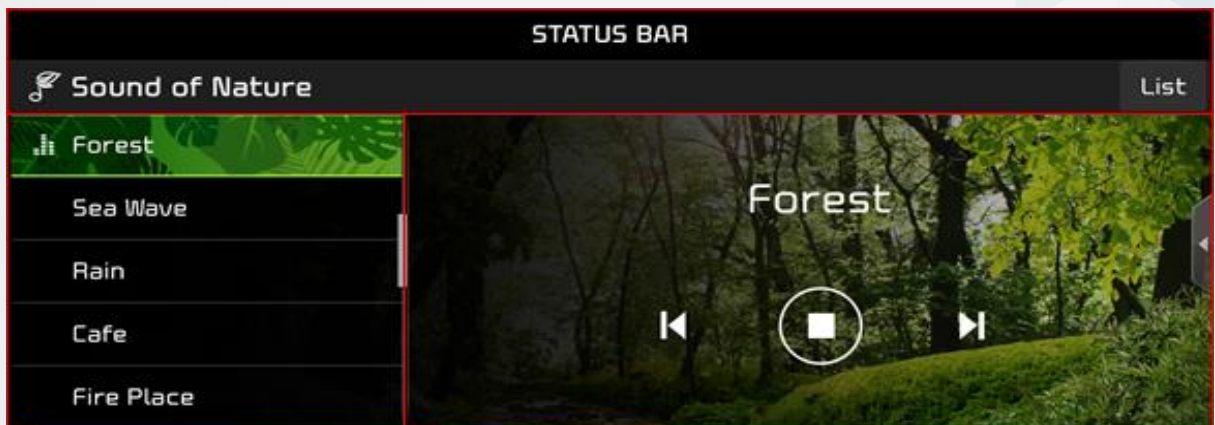 STATUS BAR
Sound of Nature
List
Forest
Sea Wave
Rain
Cafe
Fire Place
Forest